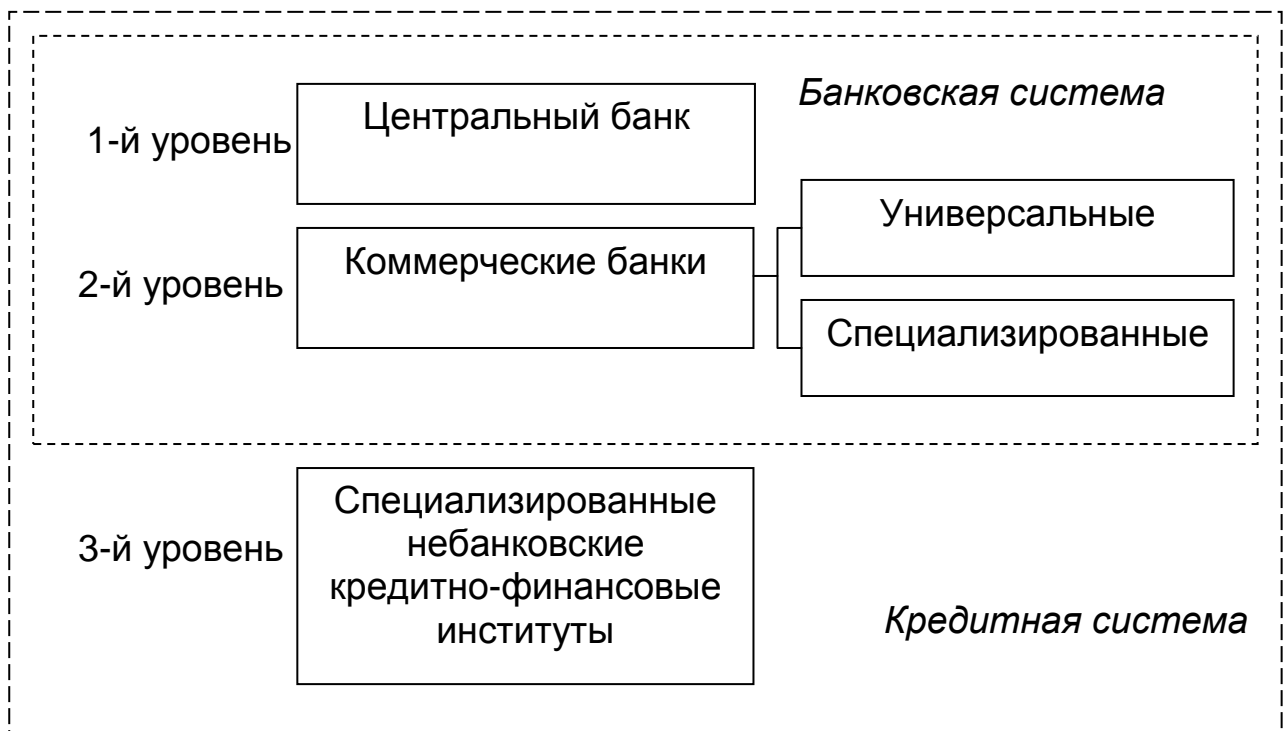 Банковская система
1-й уровень
Центральный банк
2-й уровень
Коммерческие банки
Универсальные
Специализированные
3-й уровень
Специализированные
небанковские
кредитно-финансовые
институты
Кредитная система